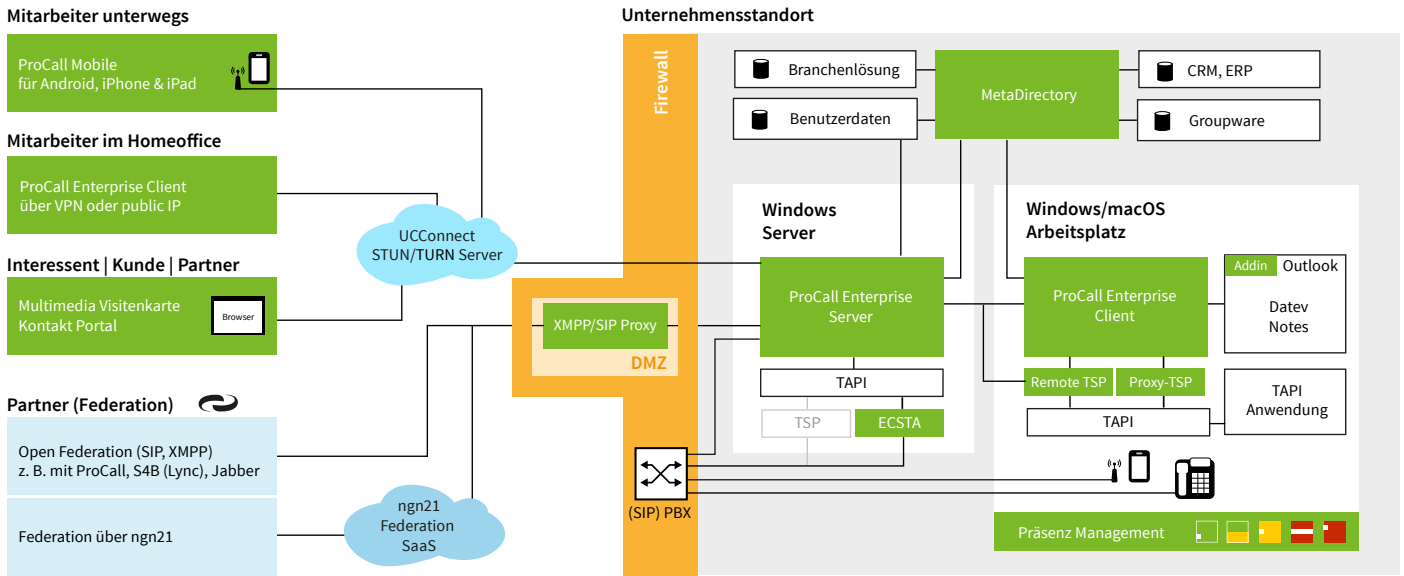 Mitarbeiter unterwegs
ProCall Mobile
für Android, iPhone & iPad
Mitarbeiter im Homeoffice
ProCall Enterprise Client
über VPN oder public IP
Interessent | Kunde | Partner
Multimedia Visitenkarte
Kontakt Portal
Browser
Partner (Federation)
Open Federation (SIP, XMPP)
z. B. mit ProCall, S4B (Lync), Jabber
Federation über ngn21
UCConnect
STUN/TURN Server
ngn21
Federation
SaaS
Unternehmensstandort
Firewall
XMPP/SIP Proxy
DMZ
(SIP) PBX
Branchenlösung
Benutzerdaten
MetaDirectory
CRM, ERP
Groupware
Windows
Server
ProCall Enterprise
Server
TAPI
TSP
ECSTA
Windows/macOS
Arbeitsplatz
ProCall Enterprise
Client
Remote TSP
Proxy-TSP
TAPI
Addin
Outlook
Datev
Notes
TAPI
Anwendung
Präsenz Management